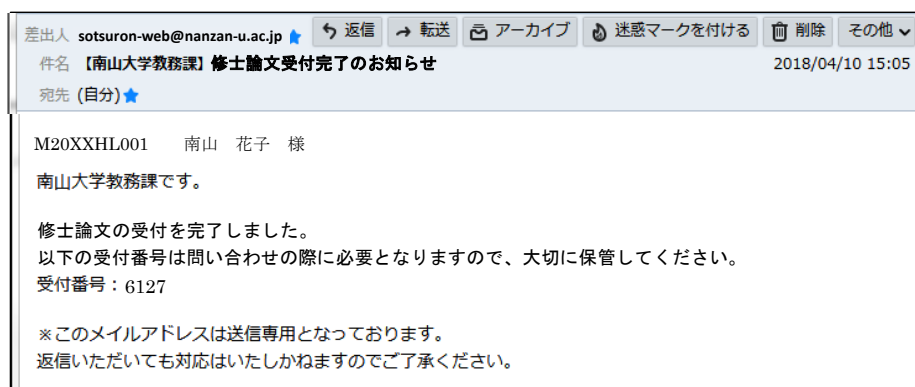 差出人 sotsuron-web@nanzan-u.ac.jp 返信 転送 アーカイブ 迷惑マークを付ける 削除 その他
件名 【南山大学教務課】修士論文受付完了のお知らせ 2018/04/10 15:05
宛先 (自分)
M20XXHL001 南山 花子 様
南山大学教務課です。
修士論文の受付を完了しました。
以下の受付番号は問い合わせの際に必要となりますので、大切に保管してください。
受付番号：6127
※このメイルアドレスは送信専用となっております。
返信いただいても対応はいたしかねますのでご了承ください。